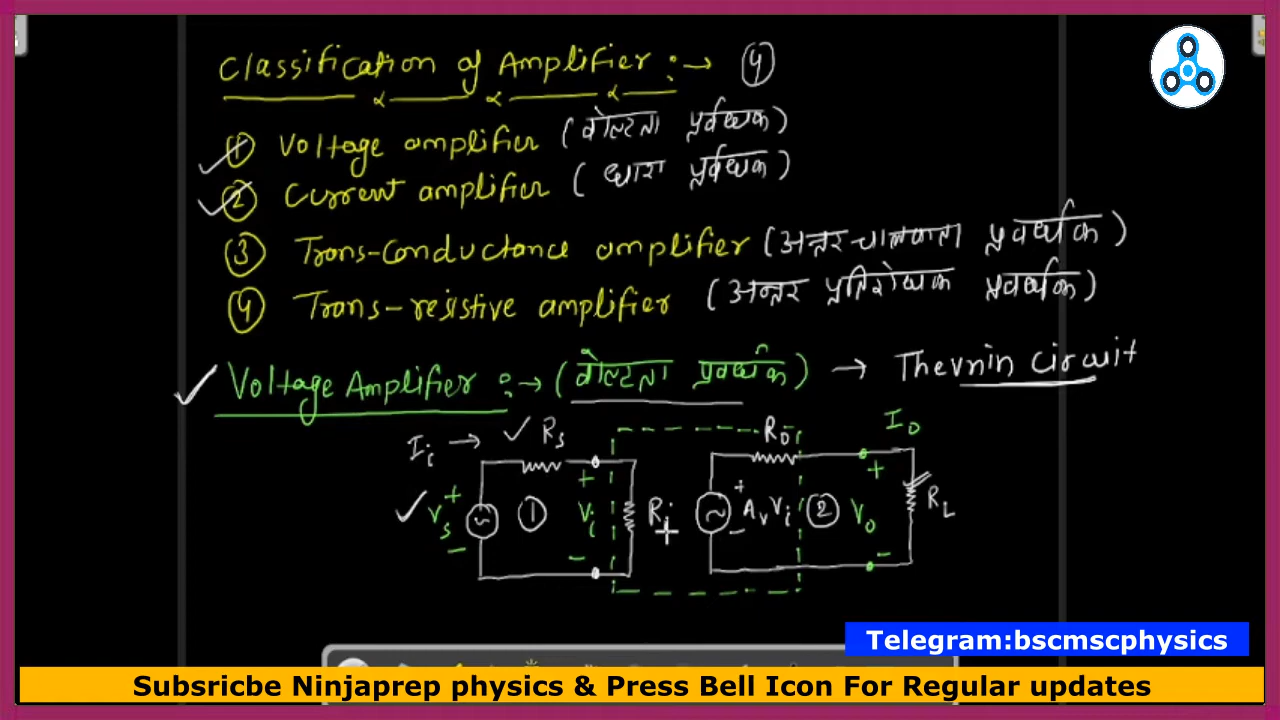 Classification of Amplifier :→ (4)
① Voltage amplifier (वोल्टता प्रवर्धक)
② Current amplifier (धारा प्रवर्धक)
③ Trans-conductance amplifier (अन्तर-चालकता प्रवर्धक)
④ Trans-resistive amplifier (अन्तर प्रतिरोधक प्रवर्धक)
Voltage Amplifier :→ (वोल्टता प्रवर्धक) → Thevnin circuit
Ii → Rs Ro Io
+ Vs − ① + Vi − Ri + Av Vi − ② + Vo − RL
Telegram:bscmscphysics
Subsricbe Ninjaprep physics & Press Bell Icon For Regular updates